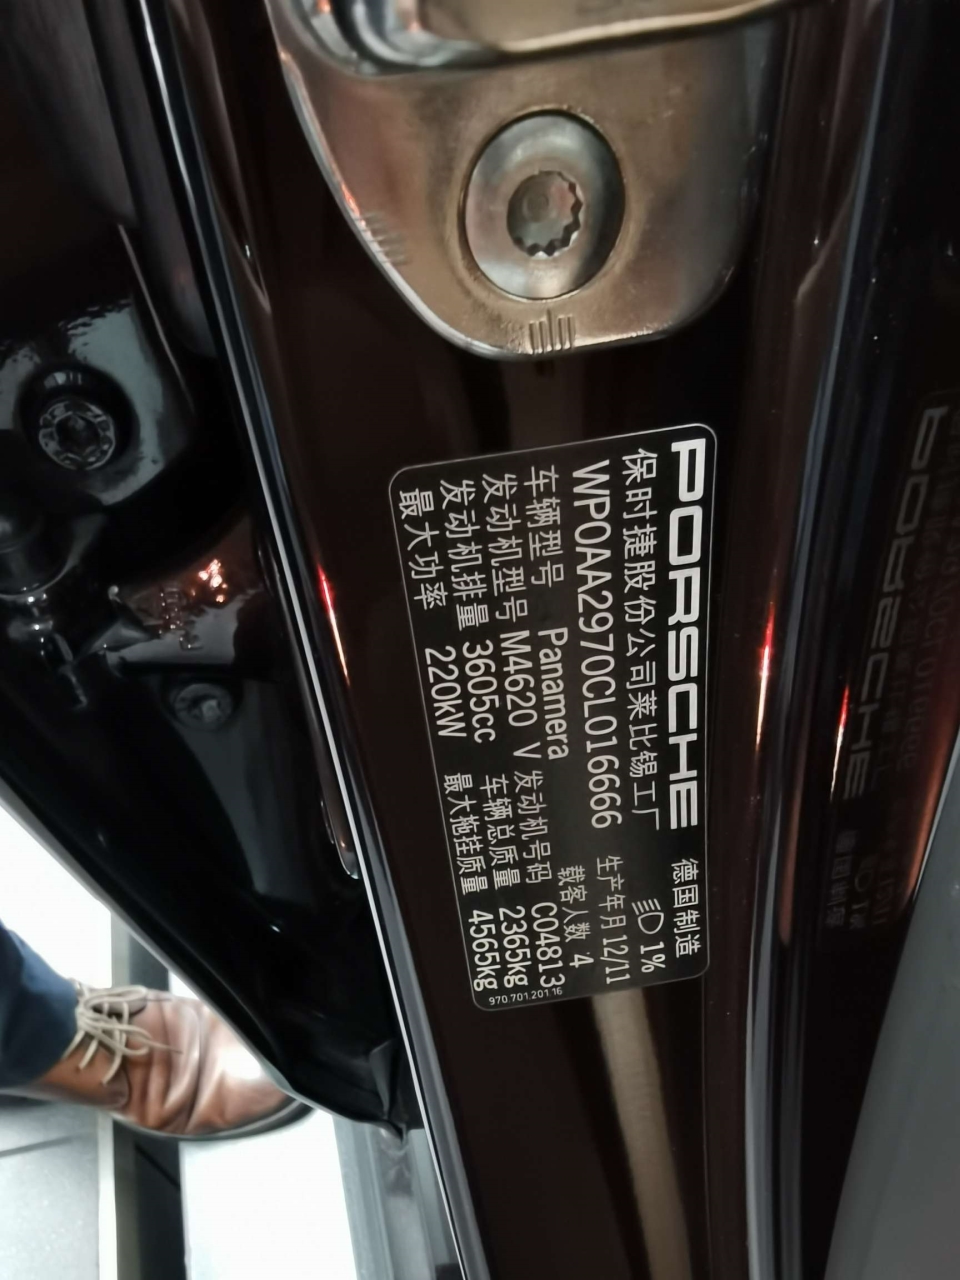 PORSCHE 德国制造
保时捷股份公司莱比锡工厂 1%
WP0AA2970CL016666 生产年月 12/11
车辆型号 Panamera 载客人数 4
发动机型号 M4620 V 发动机号码 C04813
发动机排量 3605cc 车辆总质量 2365kg
最大功率 220kW 最大拖挂质量 4565kg
970.701.201.16